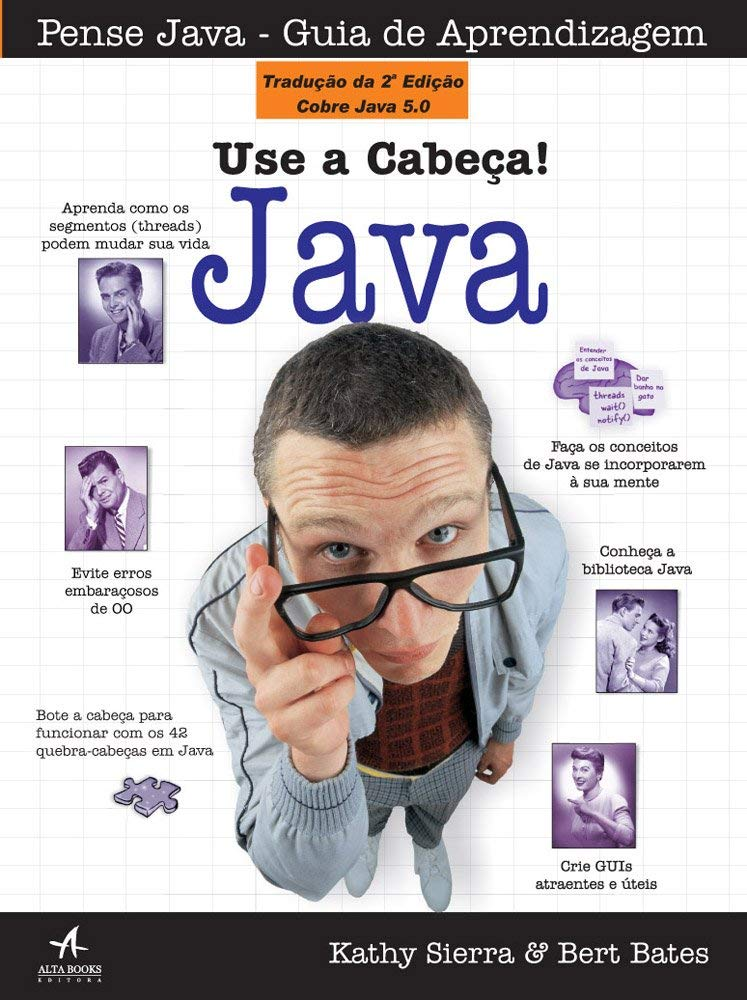 Pense Java - Guia de Aprendizagem
Tradução da 2ª Edição
Cobre Java 5.0
Use a Cabeça!
Java
Aprenda como os
segmentos (threads)
podem mudar sua vida
Entender
os conceitos
de Java
Dar
banho no
gato
threads
wait()
notify()
Faça os conceitos
de Java se incorporarem
à sua mente
Evite erros
embaraçosos
de OO
Conheça a
biblioteca Java
Bote a cabeça para
funcionar com os 42
quebra-cabeças em Java
Crie GUIs
atraentes e úteis
ALTA BOOKS
EDITORA
Kathy Sierra & Bert Bates